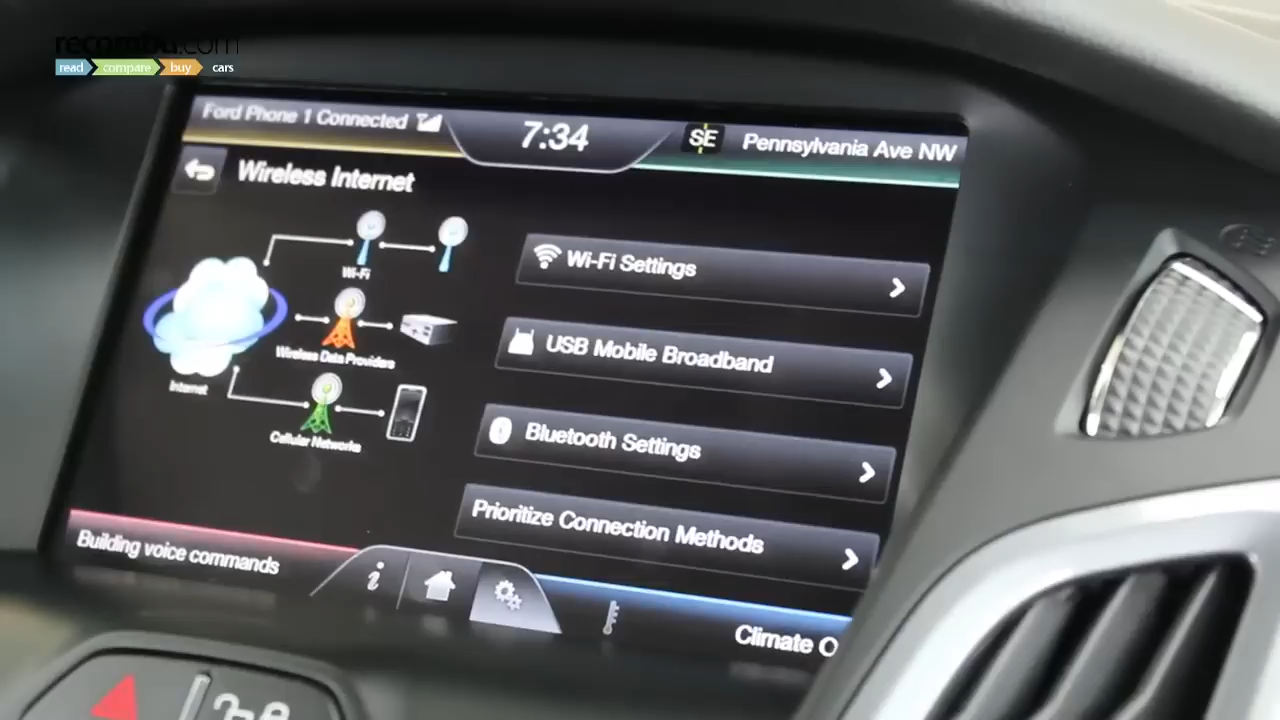 recombu.com
read compare buy cars
Ford Phone 1 Connected
7:34
SE Pennsylvania Ave NW
Wireless Internet
Wi-Fi
Wi-Fi Settings
Internet
Wireless Data Providers
USB Mobile Broadband
Cellular Networks
Bluetooth Settings
Prioritize Connection Methods
Building voice commands
i
Climate O